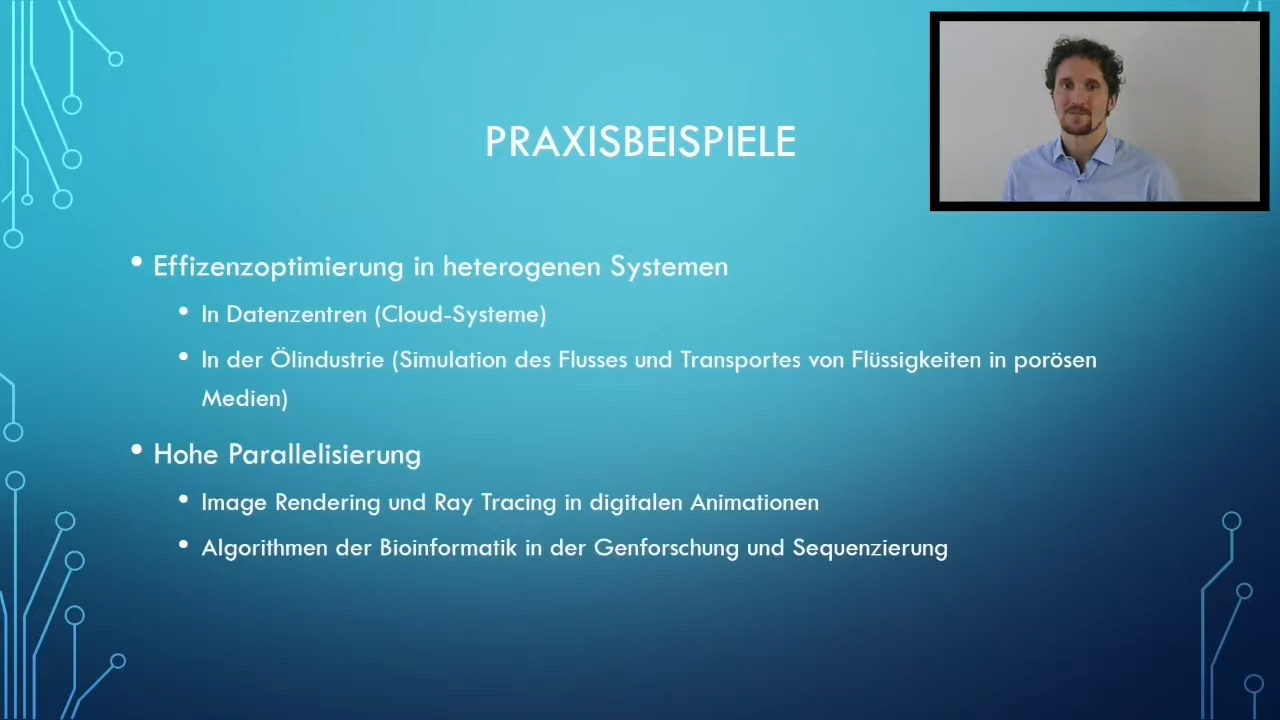 PRAXISBEISPIELE
• Effizenzoptimierung in heterogenen Systemen
• In Datenzentren (Cloud-Systeme)
• In der Ölindustrie (Simulation des Flusses und Transportes von Flüssigkeiten in porösen
Medien)
• Hohe Parallelisierung
• Image Rendering und Ray Tracing in digitalen Animationen
• Algorithmen der Bioinformatik in der Genforschung und Sequenzierung